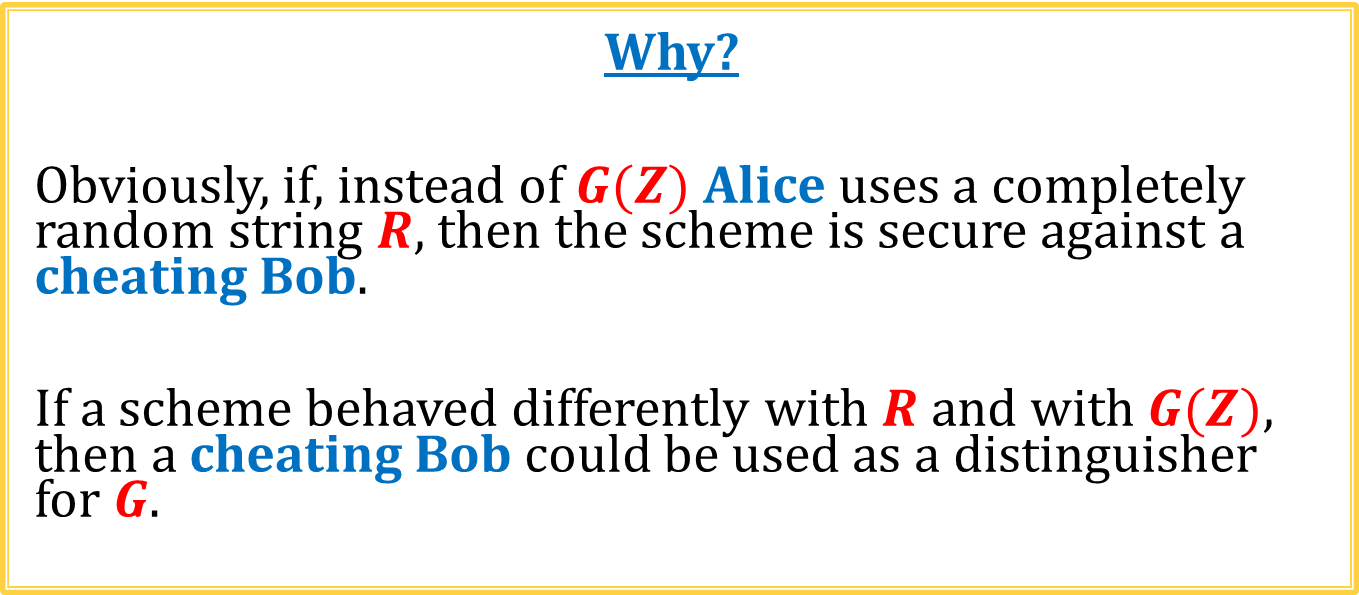 Why?
Obviously, if, instead of G(Z) Alice uses a completely
random string R, then the scheme is secure against a
cheating Bob.
If a scheme behaved differently with R and with G(Z),
then a cheating Bob could be used as a distinguisher
for G.